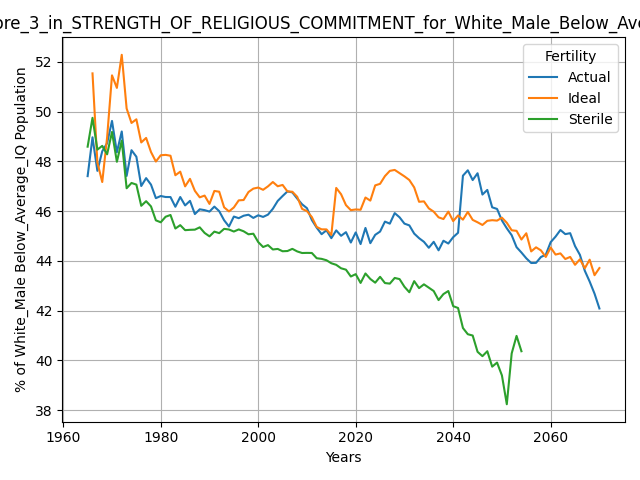 ore_3_in_STRENGTH_OF_RELIGIOUS_COMMITMENT_for_White_Male_Below_Ave
Fertility
Actual
Ideal
Sterile
% of White_Male Below_Average_IQ Population
52
50
48
46
44
42
40
38
1960 1980 2000 2020 2040 2060
Years